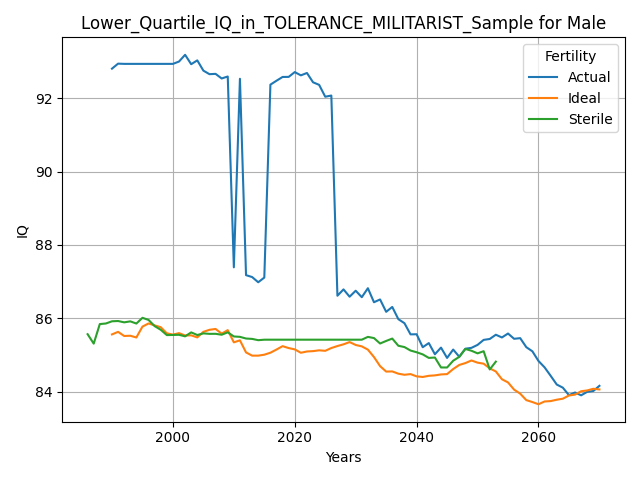 Lower_Quartile_IQ_in_TOLERANCE_MILITARIST_Sample for Male
Fertility
Actual
Ideal
Sterile
IQ
92
90
88
86
84
2000
2020
2040
2060
Years